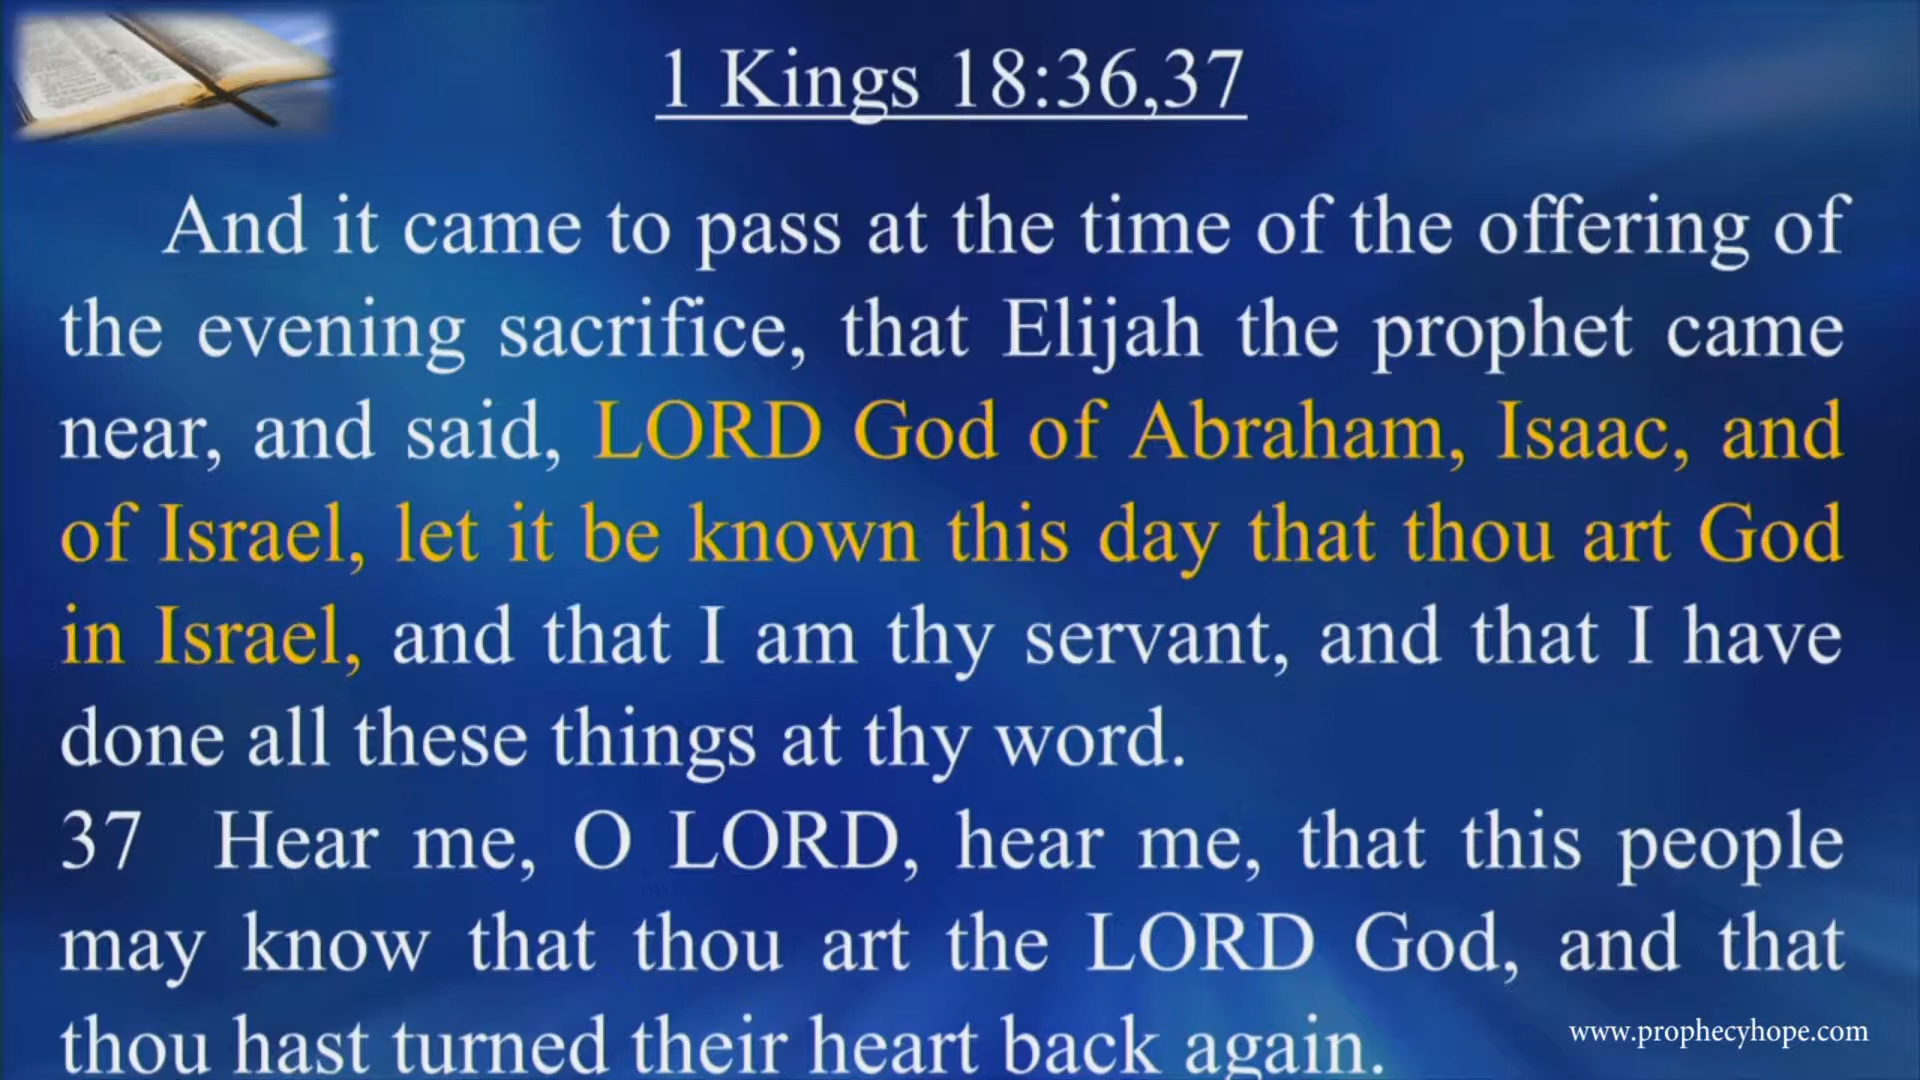 1 Kings 18:36,37
And it came to pass at the time of the offering of
the evening sacrifice, that Elijah the prophet came
near, and said, LORD God of Abraham, Isaac, and
of Israel, let it be known this day that thou art God
in Israel, and that I am thy servant, and that I have
done all these things at thy word.
37 Hear me, O LORD, hear me, that this people
may know that thou art the LORD God, and that
thou hast turned their heart back again.
www.prophecyhope.com